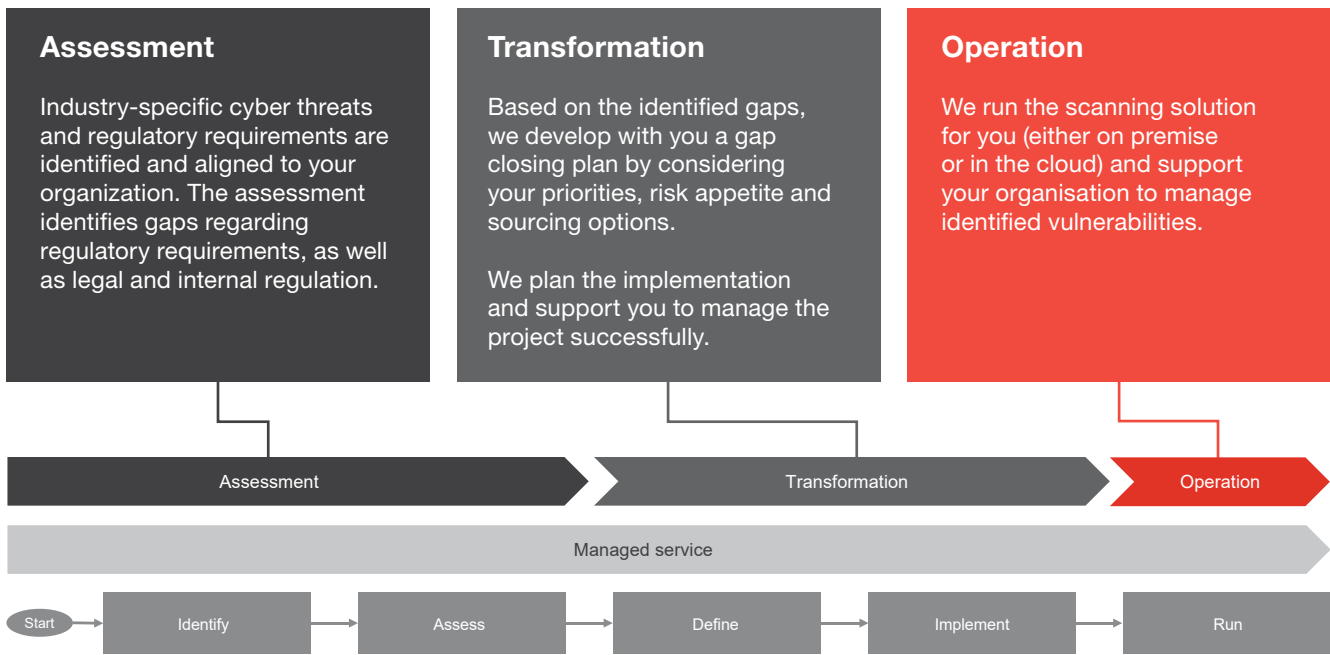 Assessment
Industry-specific cyber threats
and regulatory requirements are
identified and aligned to your
organization. The assessment
identifies gaps regarding
regulatory requirements, as well
as legal and internal regulation.
Transformation
Based on the identified gaps,
we develop with you a gap
closing plan by considering
your priorities, risk appetite and
sourcing options.
We plan the implementation
and support you to manage the
project successfully.
Operation
We run the scanning solution
for you (either on premise
or in the cloud) and support
your organisation to manage
identified vulnerabilities.
Assessment
Transformation
Operation
Managed service
Start
Identify
Assess
Define
Implement
Run